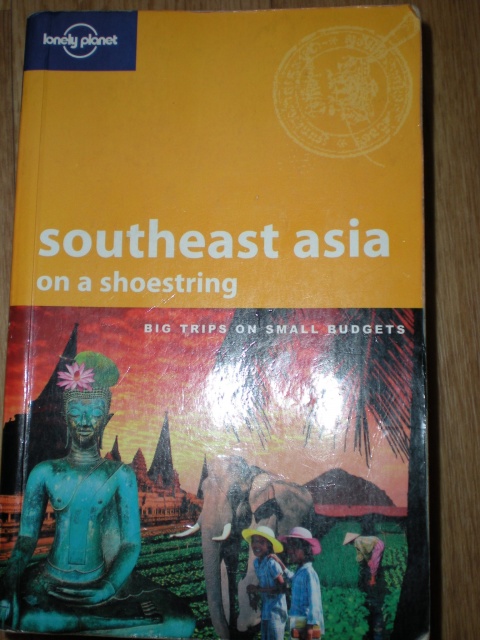 lonely planet
southeast asia
on a shoestring
BIG TRIPS ON SMALL BUDGETS